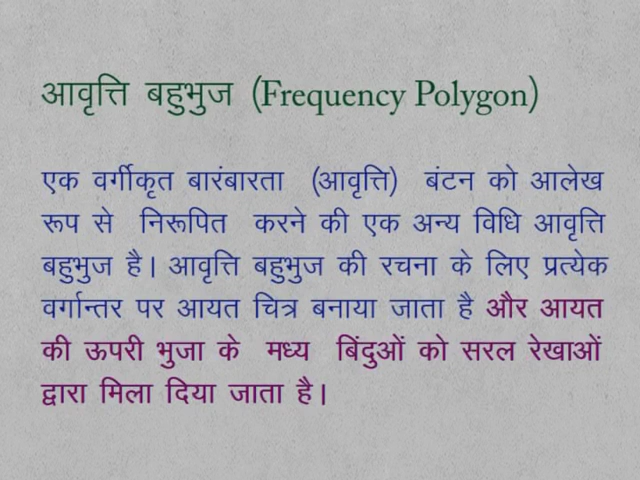 आवृत्ति बहुभुज (Frequency Polygon)
एक वर्गीकृत बारंबारता (आवृत्ति) बंटन को आलेख
रूप से निरूपित करने की एक अन्य विधि आवृत्ति
बहुभुज है। आवृत्ति बहुभुज की रचना के लिए प्रत्येक
वर्गान्तर पर आयत चित्र बनाया जाता है और आयत
की ऊपरी भुजा के मध्य बिंदुओं को सरल रेखाओं
द्वारा मिला दिया जाता है।